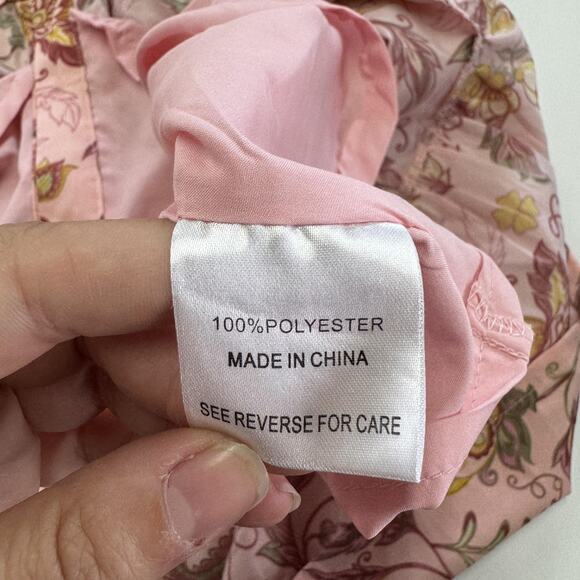 100%POLYESTER
MADE IN CHINA
SEE REVERSE FOR CARE